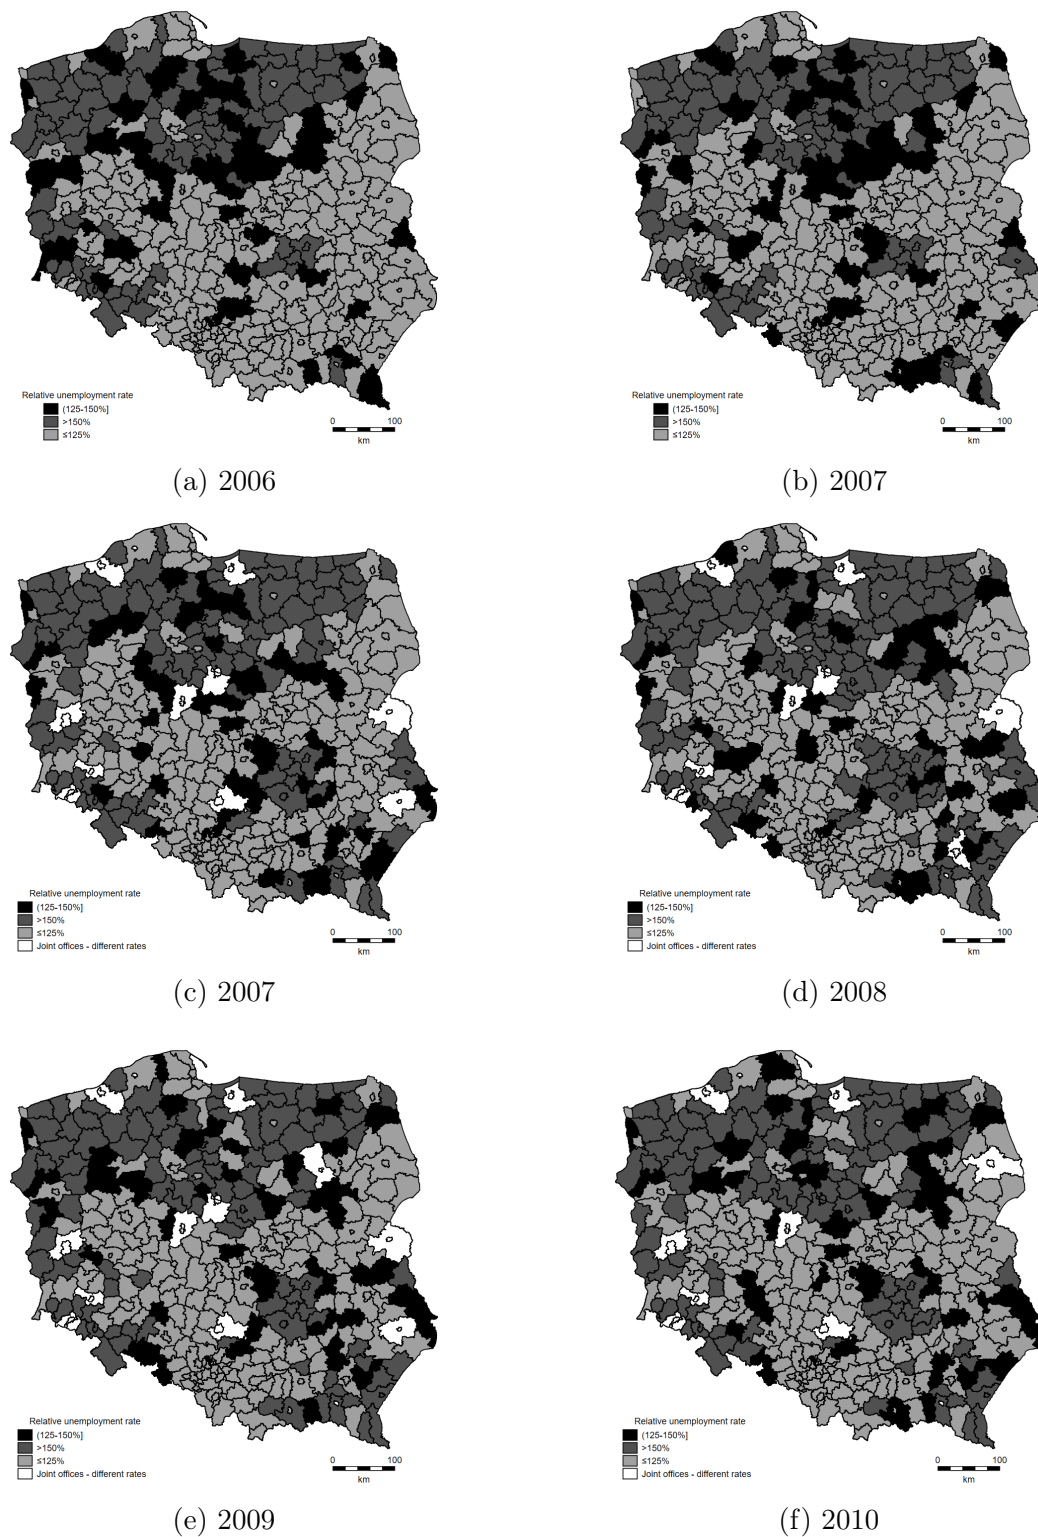 Relative unemployment rate
(125-150%]
>150%
≤125%
0 100
km
(a) 2006
Relative unemployment rate
(125-150%]
>150%
≤125%
0 100
km
(b) 2007
Relative unemployment rate
(125-150%]
>150%
≤125%
Joint offices - different rates
0 100
km
(c) 2007
Relative unemployment rate
(125-150%]
>150%
≤125%
Joint offices - different rates
0 100
km
(d) 2008
Relative unemployment rate
(125-150%]
>150%
≤125%
Joint offices - different rates
0 100
km
(e) 2009
Relative unemployment rate
(125-150%]
>150%
≤125%
Joint offices - different rates
0 100
km
(f) 2010